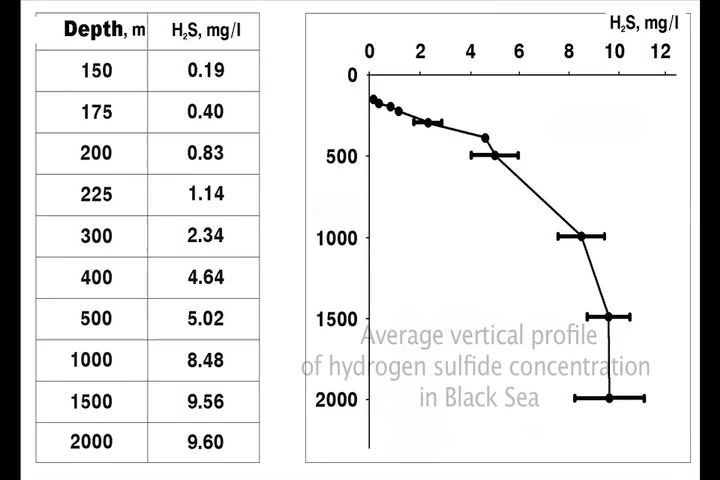 Depth, m H₂S, mg/l
150 0.19
175 0.40
200 0.83
225 1.14
300 2.34
400 4.64
500 5.02
1000 8.48
1500 9.56
2000 9.60
H₂S, mg/l
0 2 4 6 8 10 12
0
500
1000
1500
2000
Average vertical profile
of hydrogen sulfide concentration
in Black Sea